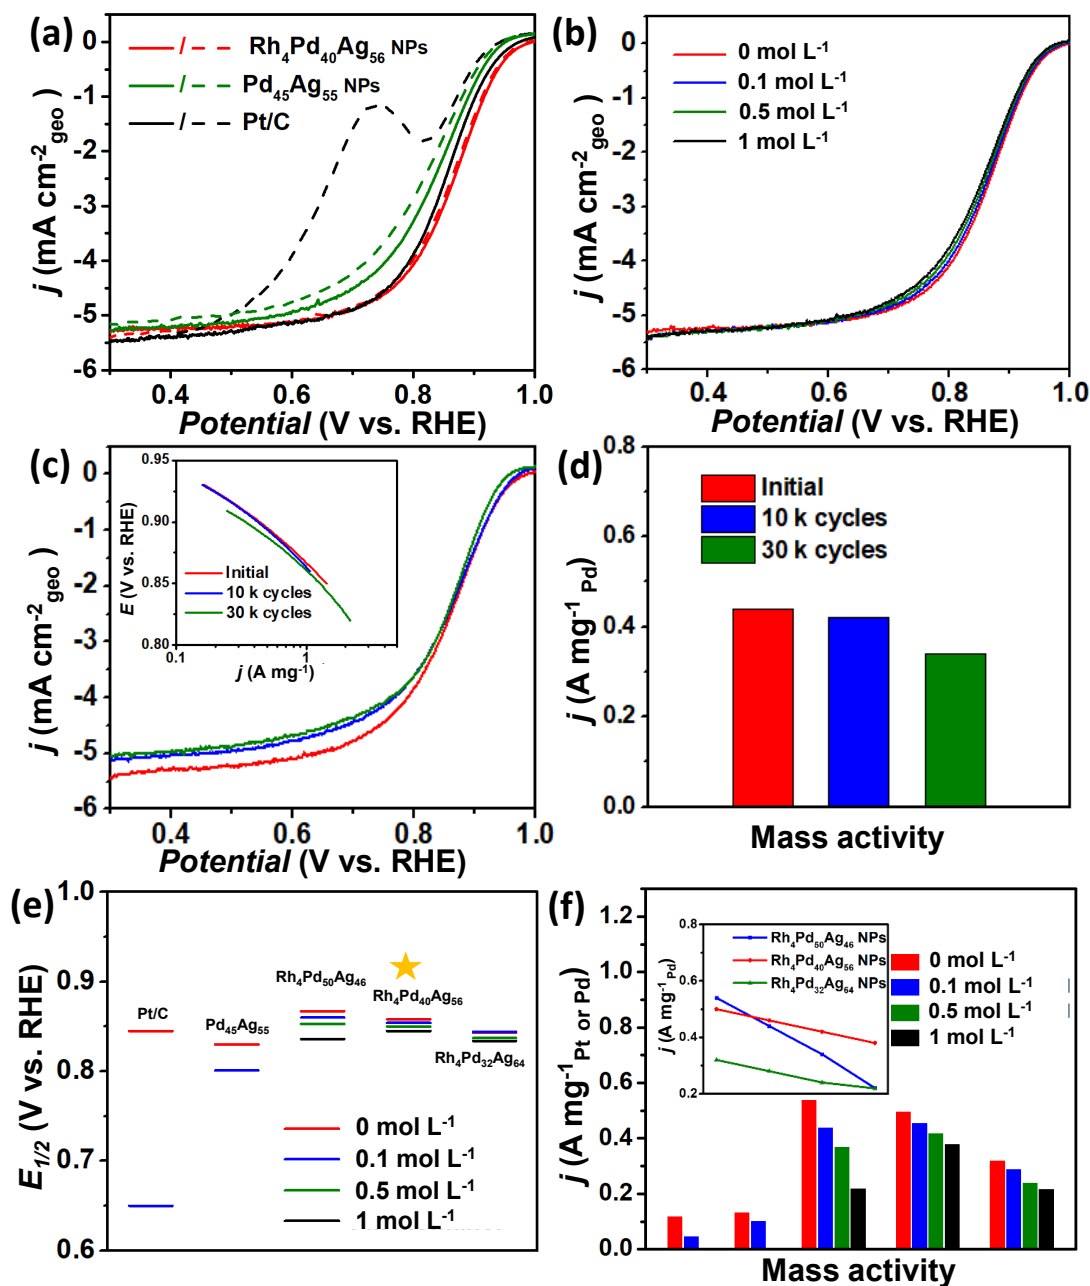 (a)
Rh4Pd40Ag56 NPs
Pd45Ag55 NPs
Pt/C
0
-1
-2
-3
-4
-5
-6
j (mA cm-2geo)
0.4 0.6 0.8 1.0
Potential (V vs. RHE)
(b)
0 mol L-1
0.1 mol L-1
0.5 mol L-1
1 mol L-1
0
-1
-2
-3
-4
-5
-6
j (mA cm-2geo)
0.4 0.6 0.8 1.0
Potential (V vs. RHE)
(c)
0
-1
-2
-3
-4
-5
-6
j (mA cm-2geo)
0.95
0.90
0.85
0.80
E (V vs. RHE)
Initial
10 k cycles
30 k cycles
0.1 1
j (A mg-1)
0.4 0.6 0.8 1.0
Potential (V vs. RHE)
(d)
Initial
10 k cycles
30 k cycles
0.8
0.6
0.4
0.2
0.0
j (A mg-1Pd)
Mass activity
(e)
1.0
0.9
0.8
0.7
0.6
E1/2 (V vs. RHE)
Pt/C
Pd45Ag55
Rh4Pd50Ag46
Rh4Pd40Ag56
Rh4Pd32Ag64
0 mol L-1
0.1 mol L-1
0.5 mol L-1
1 mol L-1
(f)
1.2
1.0
0.8
0.6
0.4
0.2
0.0
j (A mg-1Pt or Pd)
0.8
0.6
0.4
0.2
j (A mg-1Pd)
Rh4Pd50Ag46 NPs
Rh4Pd40Ag56 NPs
Rh4Pd32Ag64 NPs
0 mol L-1
0.1 mol L-1
0.5 mol L-1
1 mol L-1
Mass activity